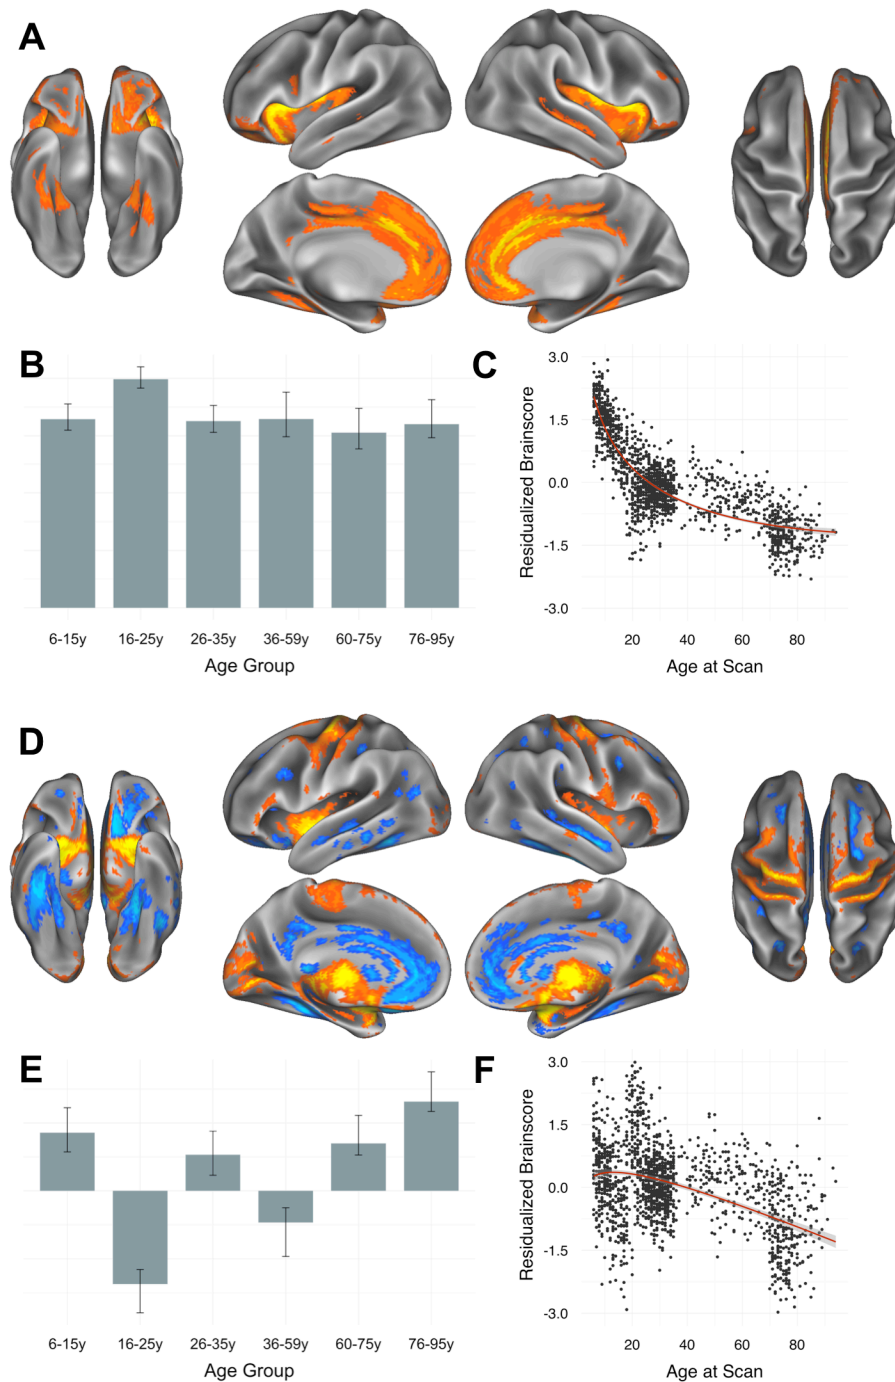 A
B
6-15y 16-25y 26-35y 36-59y 60-75y 76-95y
Age Group
C
Residualized Brainscore
3.0
1.5
0.0
-1.5
-3.0
20 40 60 80
Age at Scan
D
E
6-15y 16-25y 26-35y 36-59y 60-75y 76-95y
Age Group
F
Residualized Brainscore
3.0
1.5
0.0
-1.5
-3.0
20 40 60 80
Age at Scan